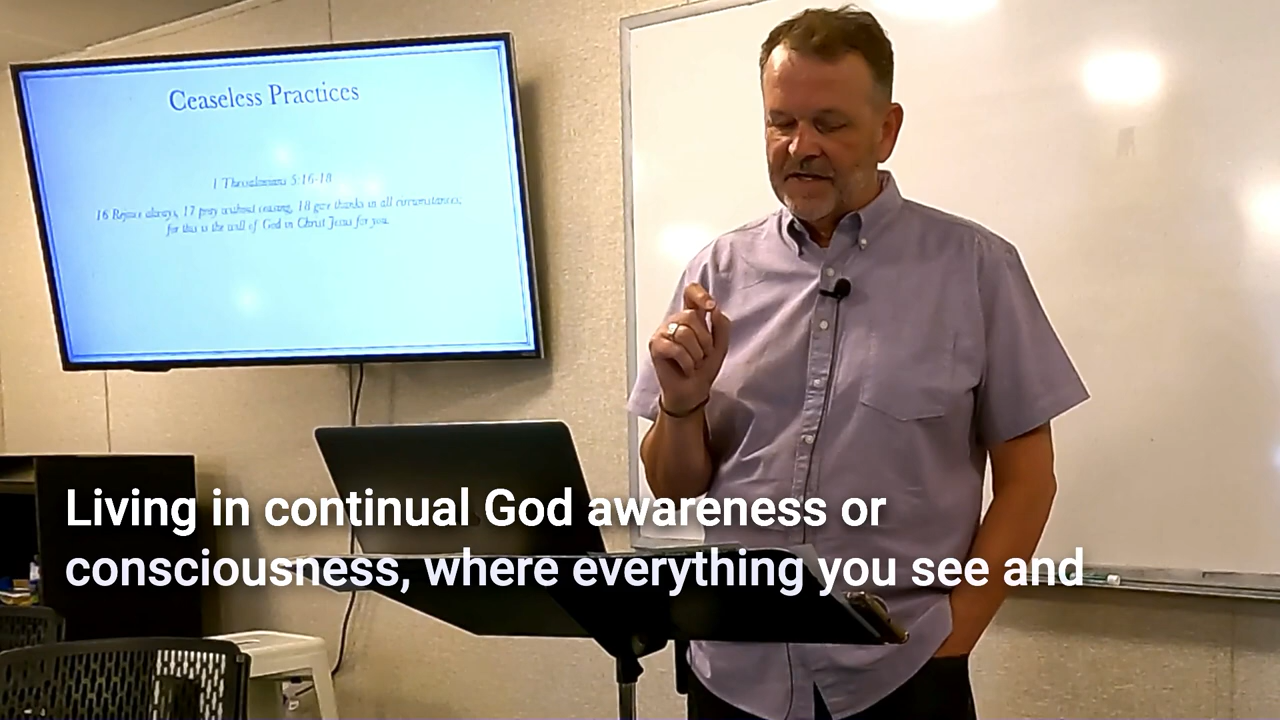 Ceaseless Practices
1 Thessalonians 5:16-18
16 Rejoice always, 17 pray without ceasing, 18 give thanks in all circumstances,
for this is the will of God in Christ Jesus for you.
Living in continual God awareness or
consciousness, where everything you see and